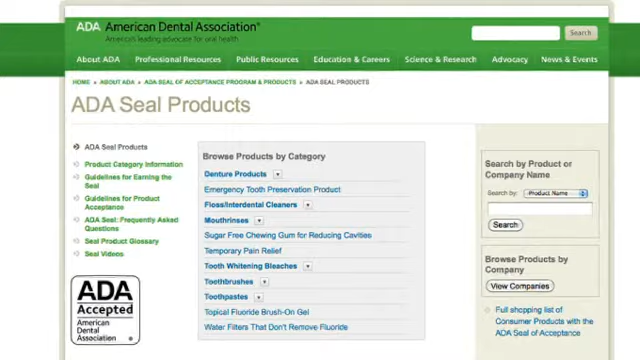 ADA American Dental Association®
America's leading advocate for oral health
Search
About ADA Professional Resources Public Resources Education & Careers Science & Research Advocacy News & Events
HOME » ABOUT ADA » ADA SEAL OF ACCEPTANCE PROGRAM & PRODUCTS » ADA SEAL PRODUCTS
ADA Seal Products
ADA Seal Products
Product Category Information
Guidelines for Earning the
Seal
Guidelines for Product
Acceptance
ADA Seal: Frequently Asked
Questions
Seal Product Glossary
Seal Videos
ADA
Accepted
American
Dental
Association®
Browse Products by Category
Denture Products
Emergency Tooth Preservation Product
Floss/Interdental Cleaners
Mouthrinses
Sugar Free Chewing Gum for Reducing Cavities
Temporary Pain Relief
Tooth Whitening Bleaches
Toothbrushes
Toothpastes
Topical Fluoride Brush-On Gel
Water Filters That Don't Remove Fluoride
Search by Product or
Company Name
Search by: Product Name
Search
Browse Products by
Company
View Companies
Full shopping list of
Consumer Products with the
ADA Seal of Acceptance